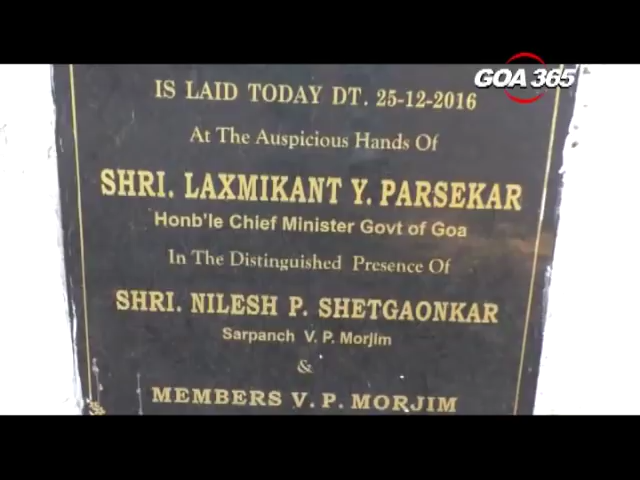 GOA 365
IS LAID TODAY DT. 25-12-2016
At The Auspicious Hands Of
SHRI. LAXMIKANT Y. PARSEKAR
Honb'le Chief Minister Govt of Goa
In The Distinguished Presence Of
SHRI. NILESH P. SHETGAONKAR
Sarpanch V. P. Morjim
&
MEMBERS V. P. MORJIM